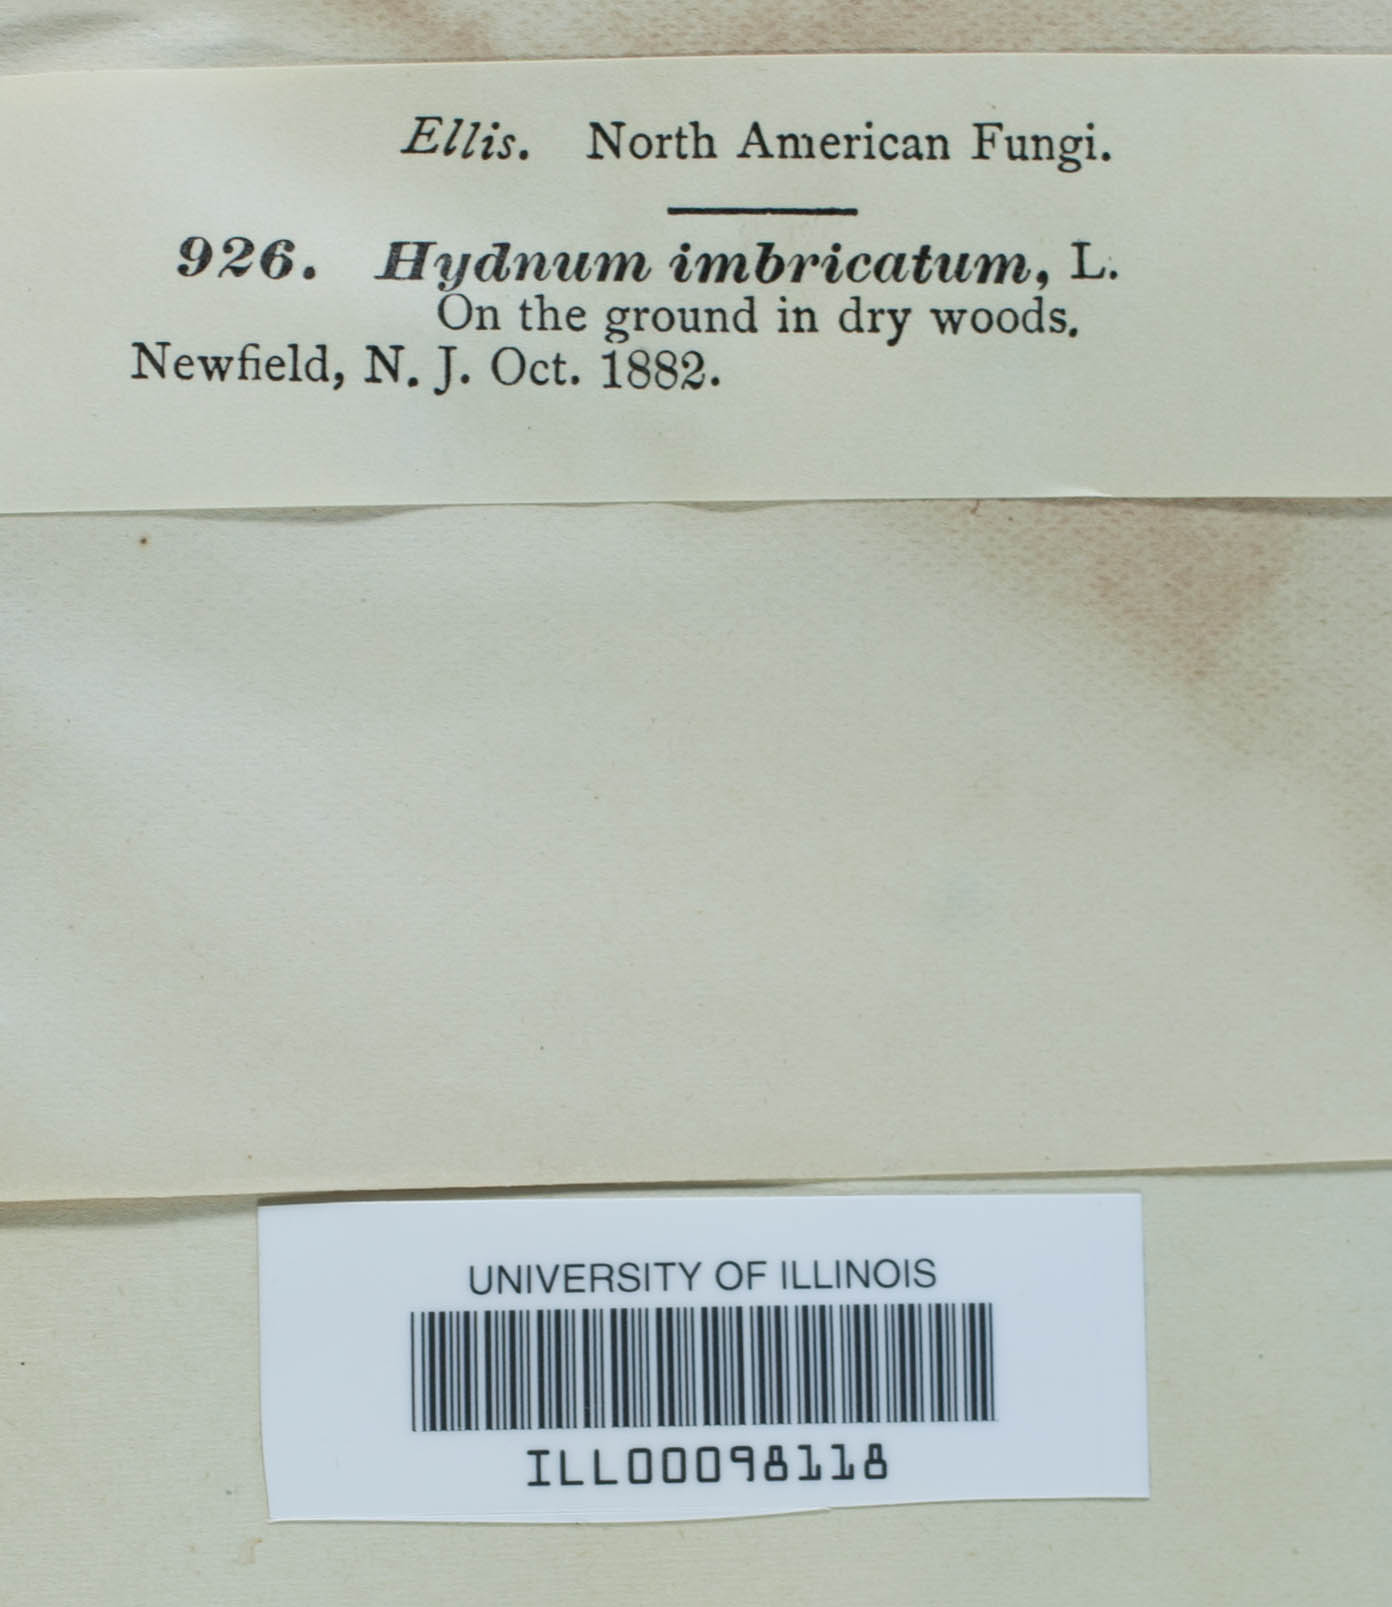 Ellis. North American Fungi.
926. Hydnum imbricatum, L.
On the ground in dry woods.
Newfield, N. J. Oct. 1882.
UNIVERSITY OF ILLINOIS
ILL00098118